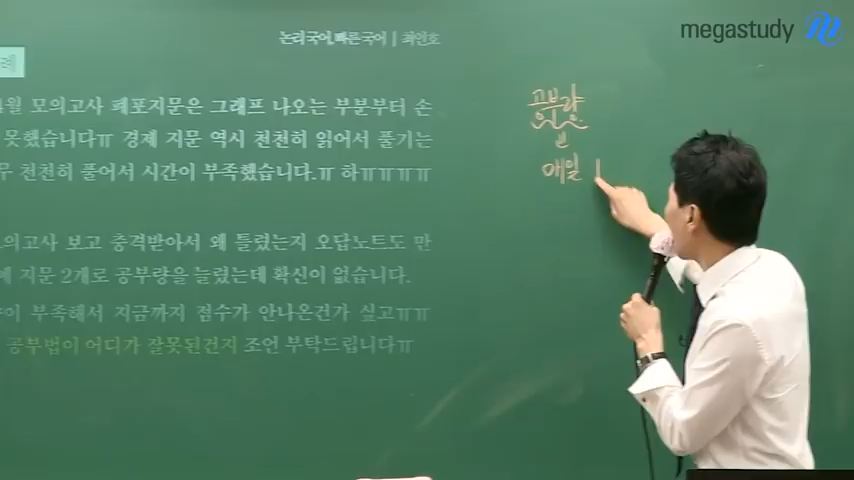 megastudy
논리국어,빠른국어 | 최인호
례
월 모의고사 폐포지문은 그래프 나오는 부분부터 손
못했습니다ㅠ 경제 지문 역시 천천히 읽어서 풀기는
무 천천히 풀어서 시간이 부족했습니다.ㅠ 하ㅠㅠㅠㅠ
의고사 보고 충격받아서 왜 틀렸는지 오답노트도 만
에 지문 2개로 공부량을 늘렸는데 확신이 없습니다.
이 부족해서 지금까지 점수가 안나온건가 싶고ㅠㅠ
공부법이 어디가 잘못된건지 조언 부탁드립니다ㅠ
공부량
매일 1